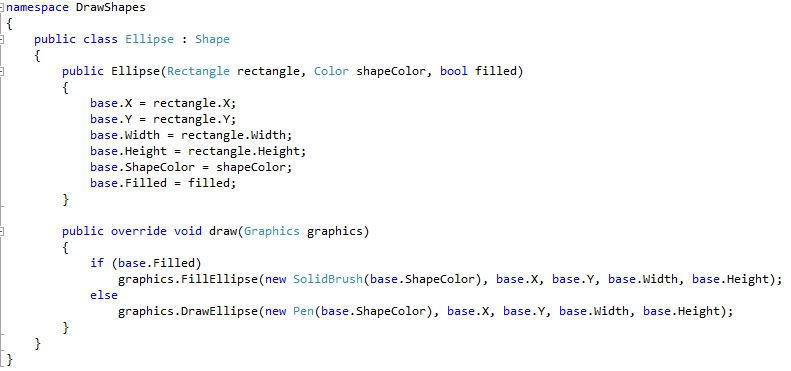 namespace DrawShapes
{
    public class Ellipse : Shape
    {
        public Ellipse(Rectangle rectangle, Color shapeColor, bool filled)
        {
            base.X = rectangle.X;
            base.Y = rectangle.Y;
            base.Width = rectangle.Width;
            base.Height = rectangle.Height;
            base.ShapeColor = shapeColor;
            base.Filled = filled;
        }

        public override void draw(Graphics graphics)
        {
            if (base.Filled)
                graphics.FillEllipse(new SolidBrush(base.ShapeColor), base.X, base.Y, base.Width, base.Height);
            else
                graphics.DrawEllipse(new Pen(base.ShapeColor), base.X, base.Y, base.Width, base.Height);
        }
    }
}